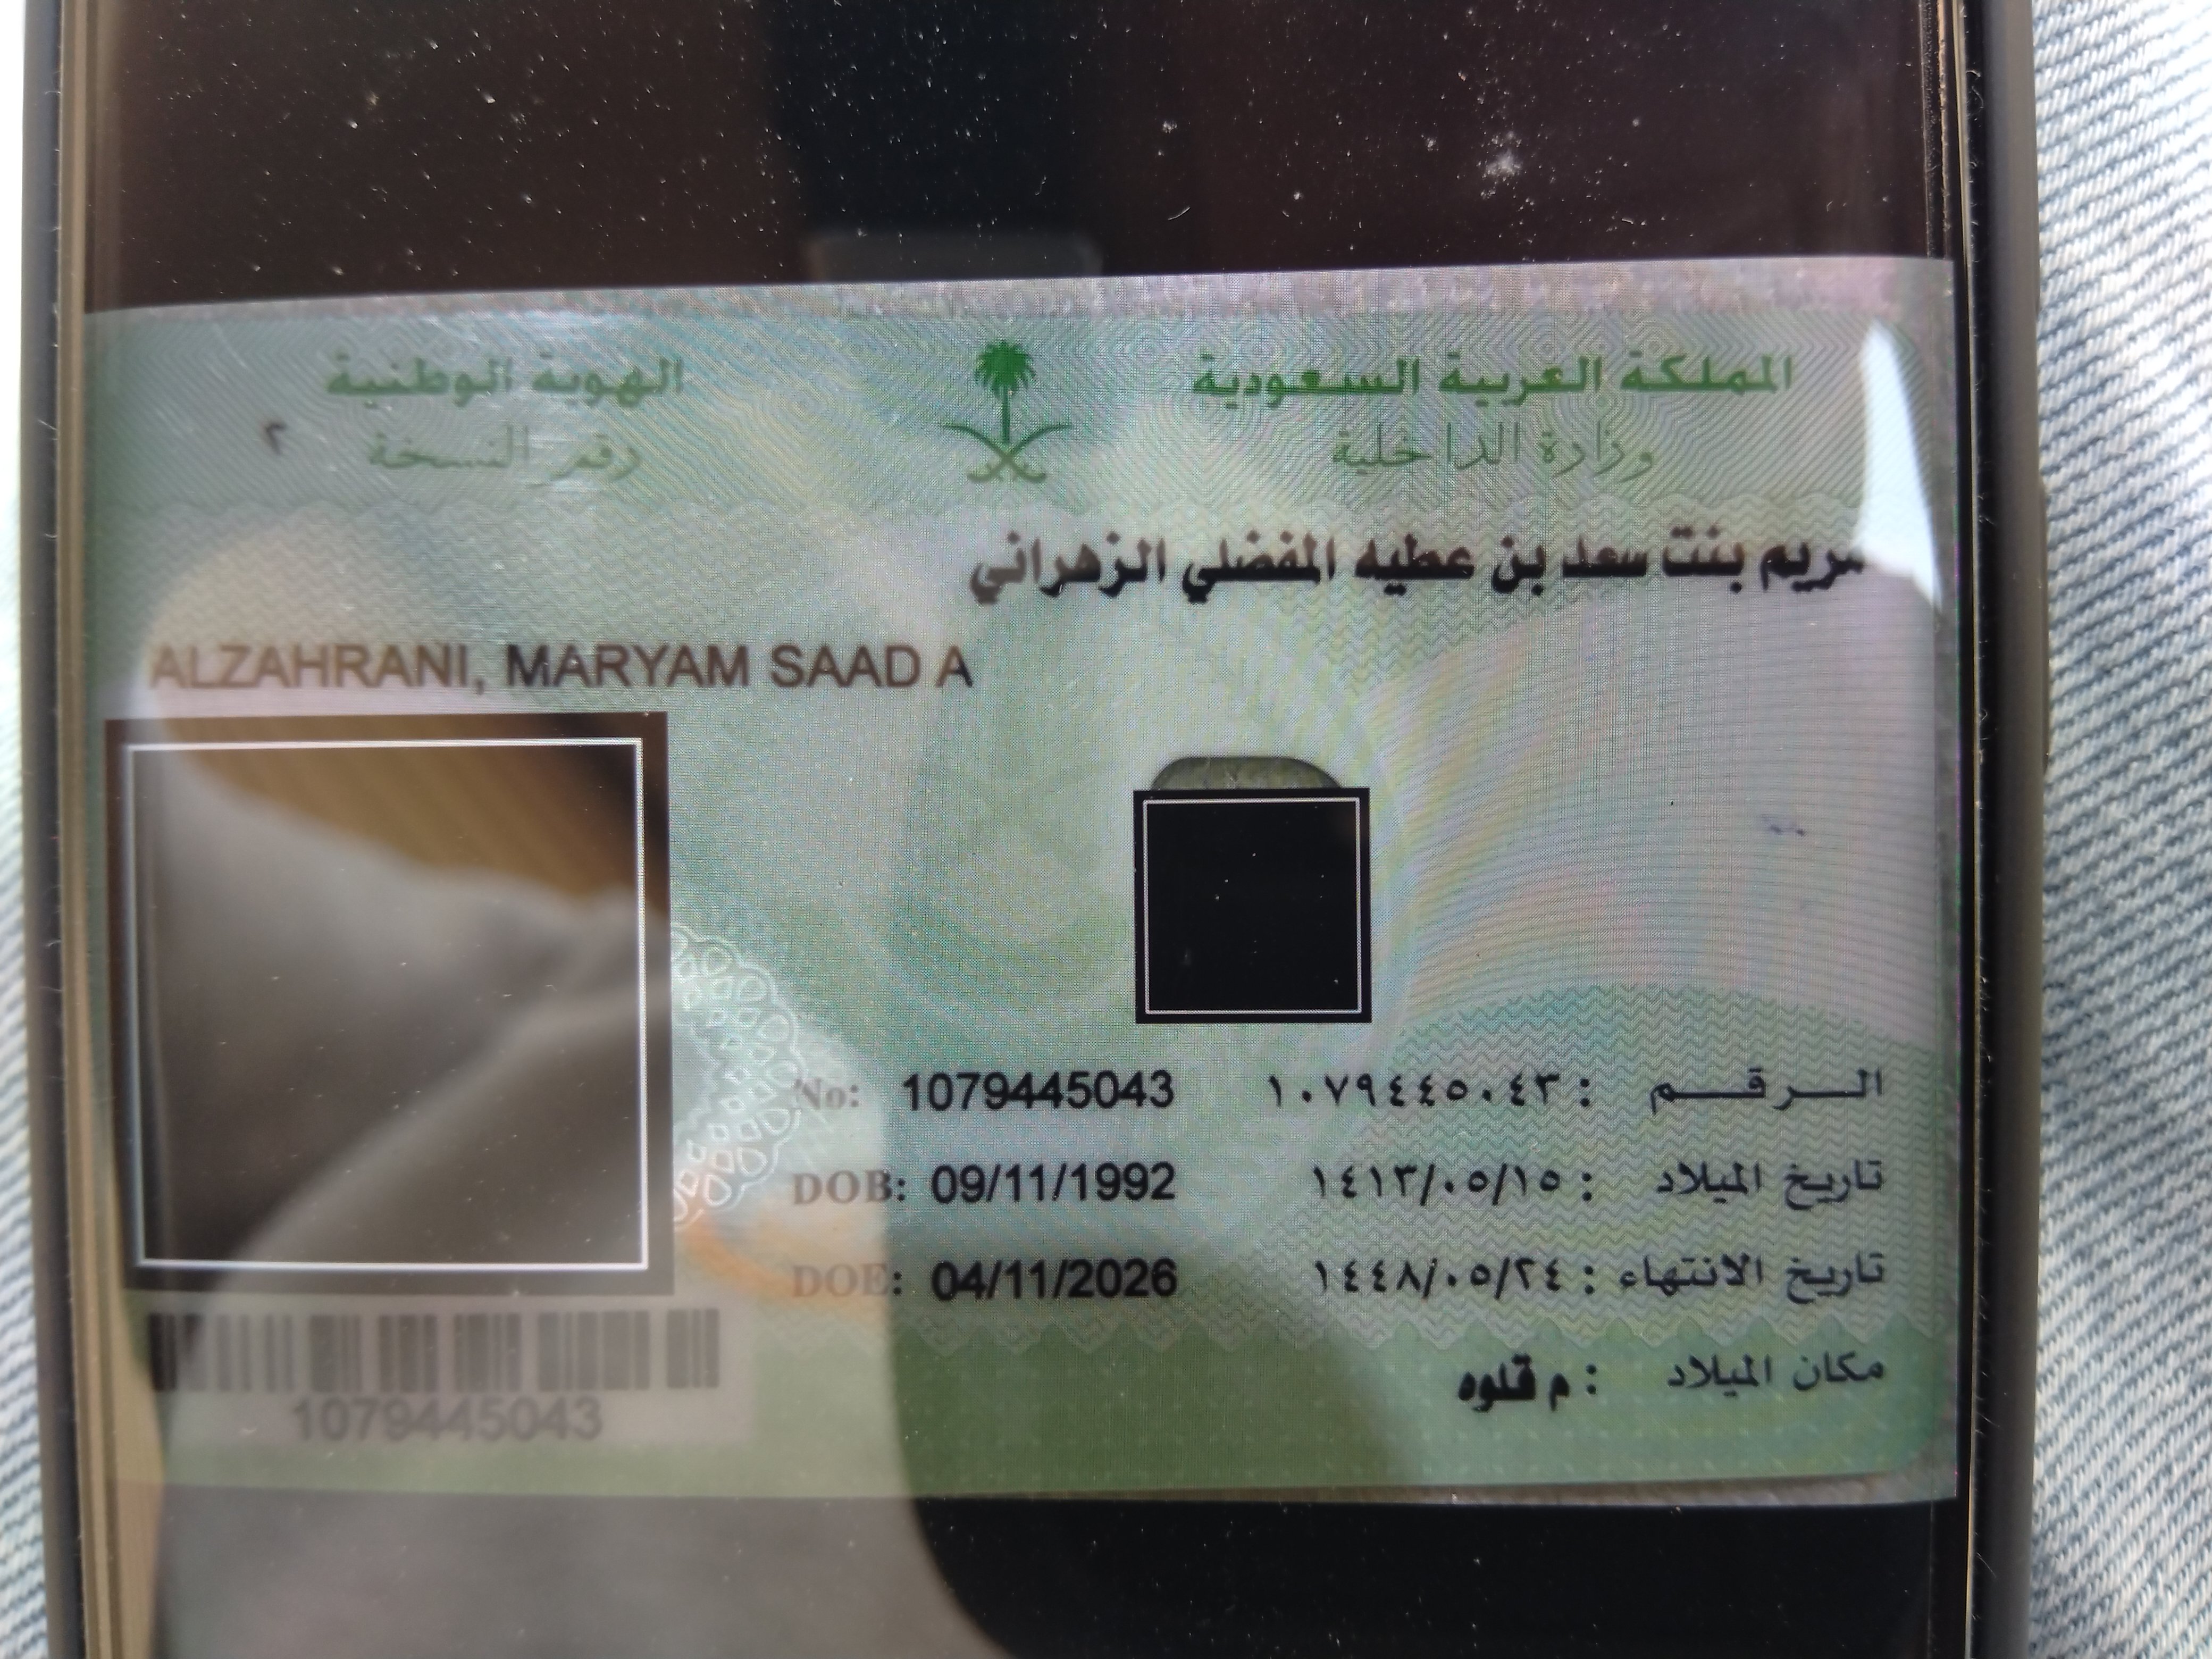 المملكة العربية السعودية
وزارة الداخلية
الهوية الوطنية
رقم النسخة ٢
مريم بنت سعد بن عطيه المفضلي الزهراني
ALZAHRANI, MARYAM SAAD A
الرقم : ١٠٧٩٤٤٥٠٤٣ No: 1079445043
تاريخ الميلاد : ١٤١٣/٠٥/١٥ DOB: 09/11/1992
تاريخ الانتهاء : ١٤٤٨/٠٥/٢٤ DOE: 04/11/2026
مكان الميلاد : م قلوه
1079445043